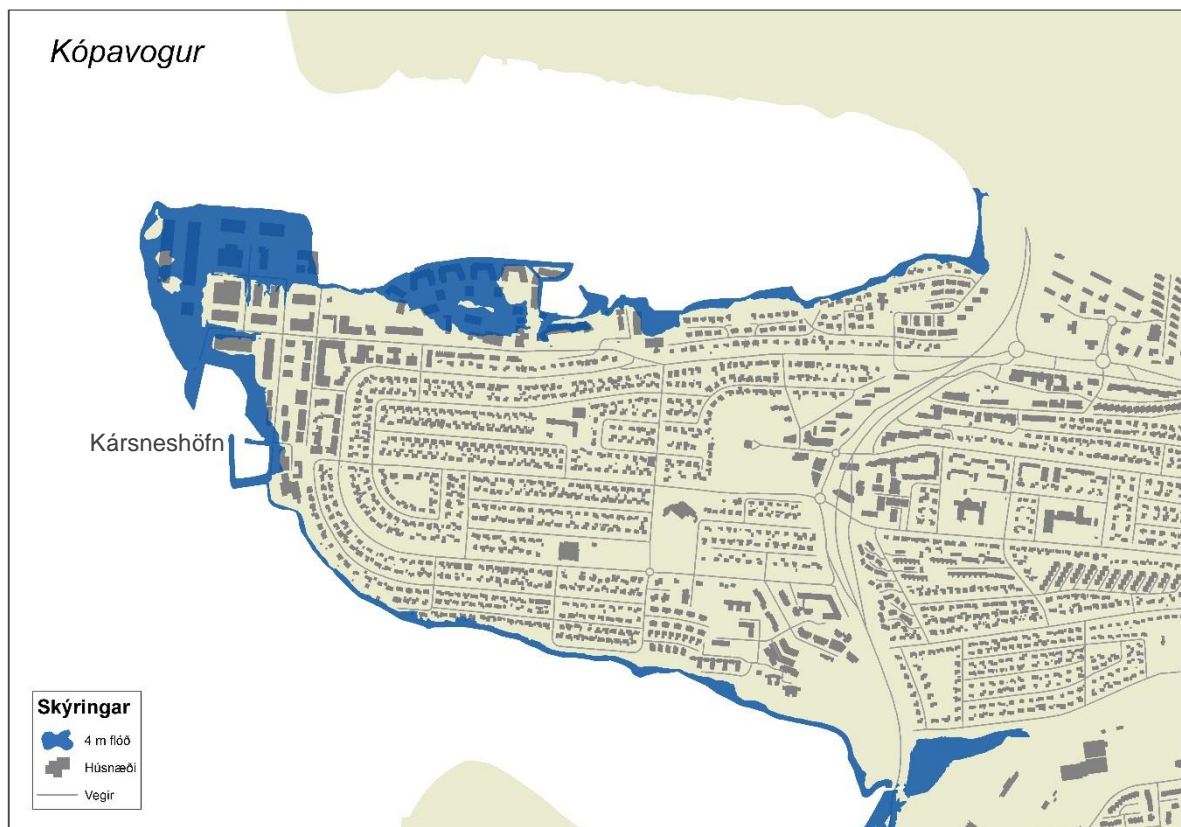 Kópavogur
Kársneshöfn
Skýringar
4 m flóð
Húsnæði
Vegir